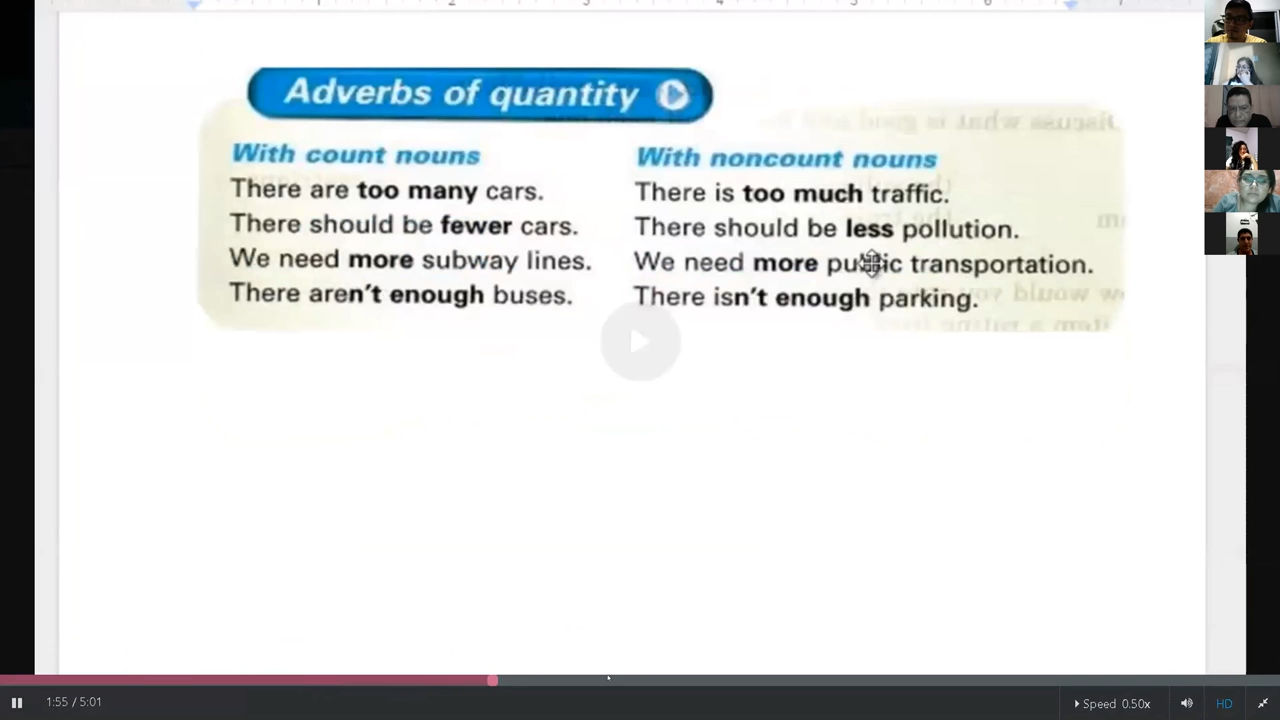 Adverbs of quantity
With count nouns
There are too many cars.
There should be fewer cars.
We need more subway lines.
There aren't enough buses.
With noncount nouns
There is too much traffic.
There should be less pollution.
We need more public transportation.
There isn't enough parking.
1:55 / 5:01
Speed 0.50x
HD